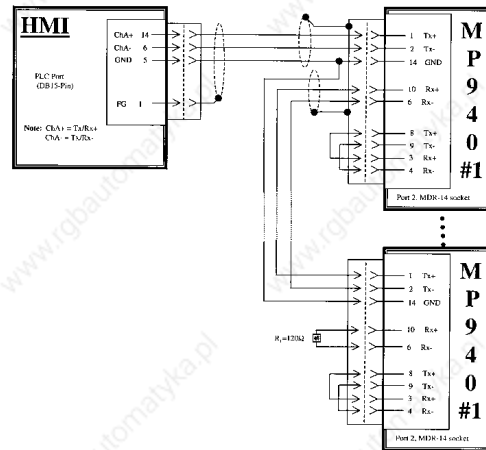 HMI
ChA+ 14
ChA- 6
GND 5
PLC Port
(DB15-Pin)
FG 1
Note: ChA+ = Tx/Rx+
ChA- = Tx/Rx-
1 Tx+
2 Tx-
14 GND
10 Rx+
6 Rx-
8 Tx+
9 Tx-
3 Rx+
4 Rx-
Port 2, MDR-14 socket
M
P
9
4
0
#1
1 Tx+
2 Tx-
14 GND
10 Rx+
6 Rx-
8 Tx+
9 Tx-
3 Rx+
4 Rx-
Port 2, MDR-14 socket
M
P
9
4
0
#1
R₁=120Ω
www.rgbautomatyka.pl